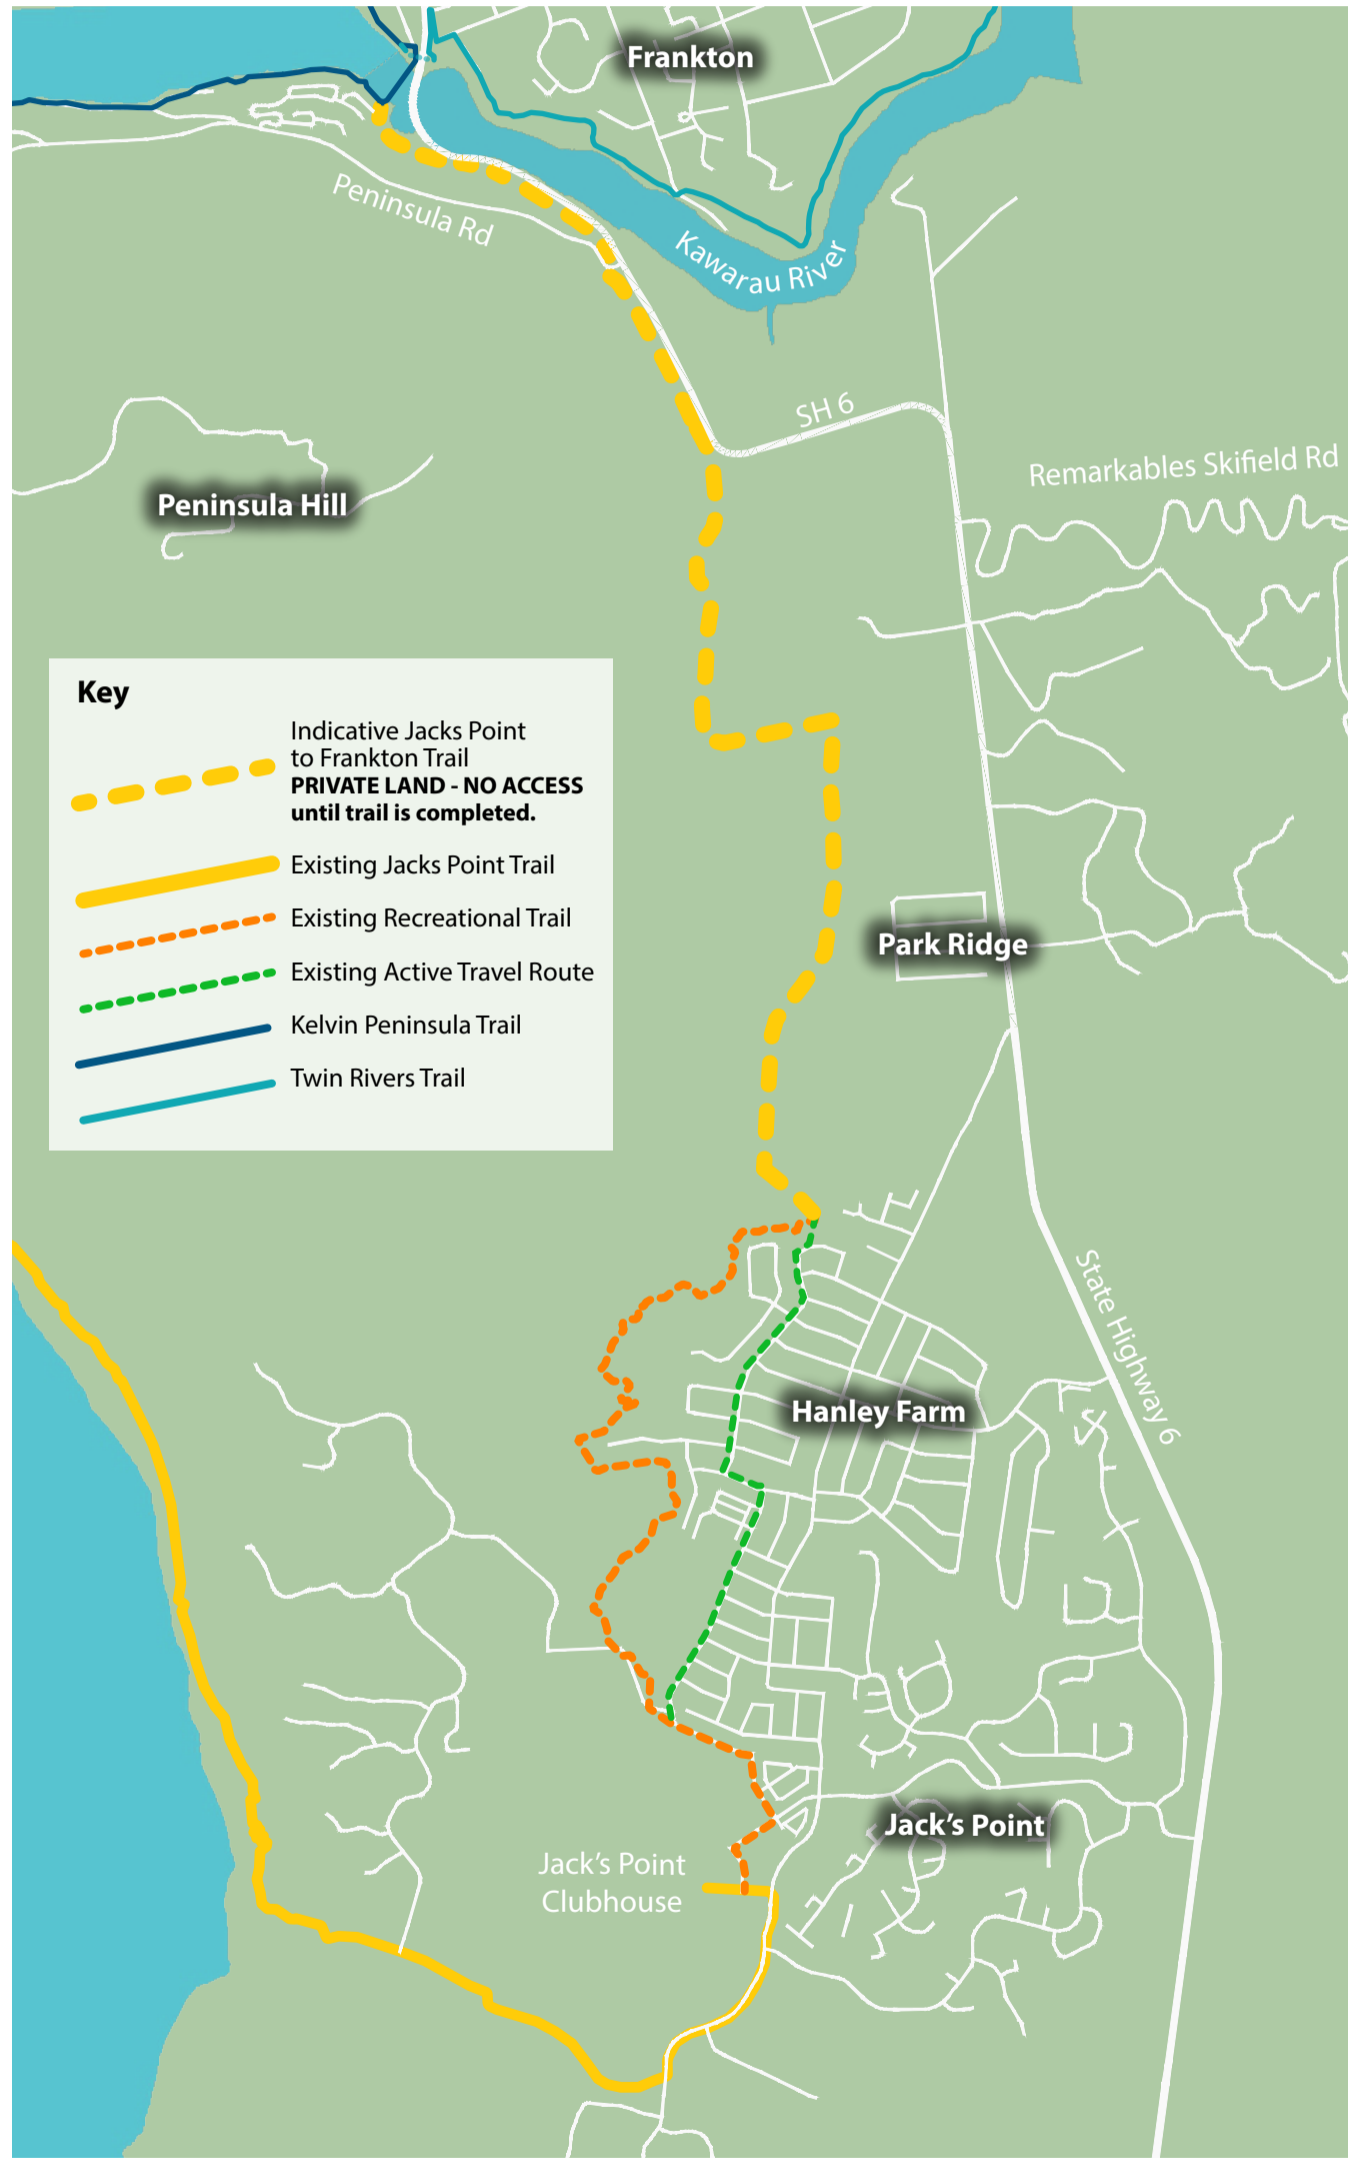 Frankton
Peninsula Rd
Kawarau River
SH 6
Remarkables Skifield Rd
Peninsula Hill
Key
Indicative Jacks Point
to Frankton Trail
PRIVATE LAND - NO ACCESS
until trail is completed.
Existing Jacks Point Trail
Existing Recreational Trail
Existing Active Travel Route
Kelvin Peninsula Trail
Twin Rivers Trail
Park Ridge
State Highway 6
Hanley Farm
Jack's Point
Jack's Point
Clubhouse